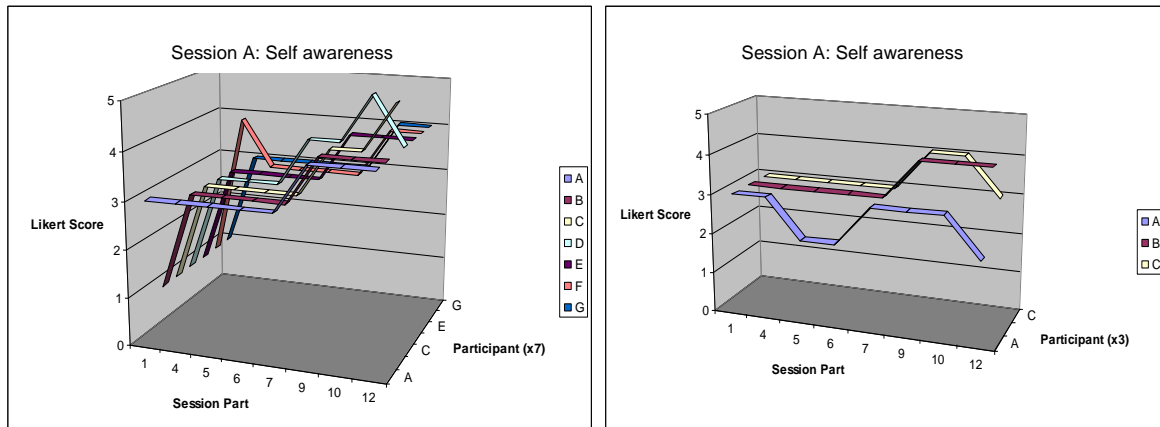 Session A: Self awareness
5
4
3
2
1
0
Likert Score
1
4
5
6
7
9
10
12
Session Part
A
C
E
G
Participant (x7)
A
B
C
D
E
F
G
Session A: Self awareness
5
4
3
2
1
0
Likert Score
1
4
5
6
7
9
10
12
Session Part
A
C
Participant (x3)
A
B
C